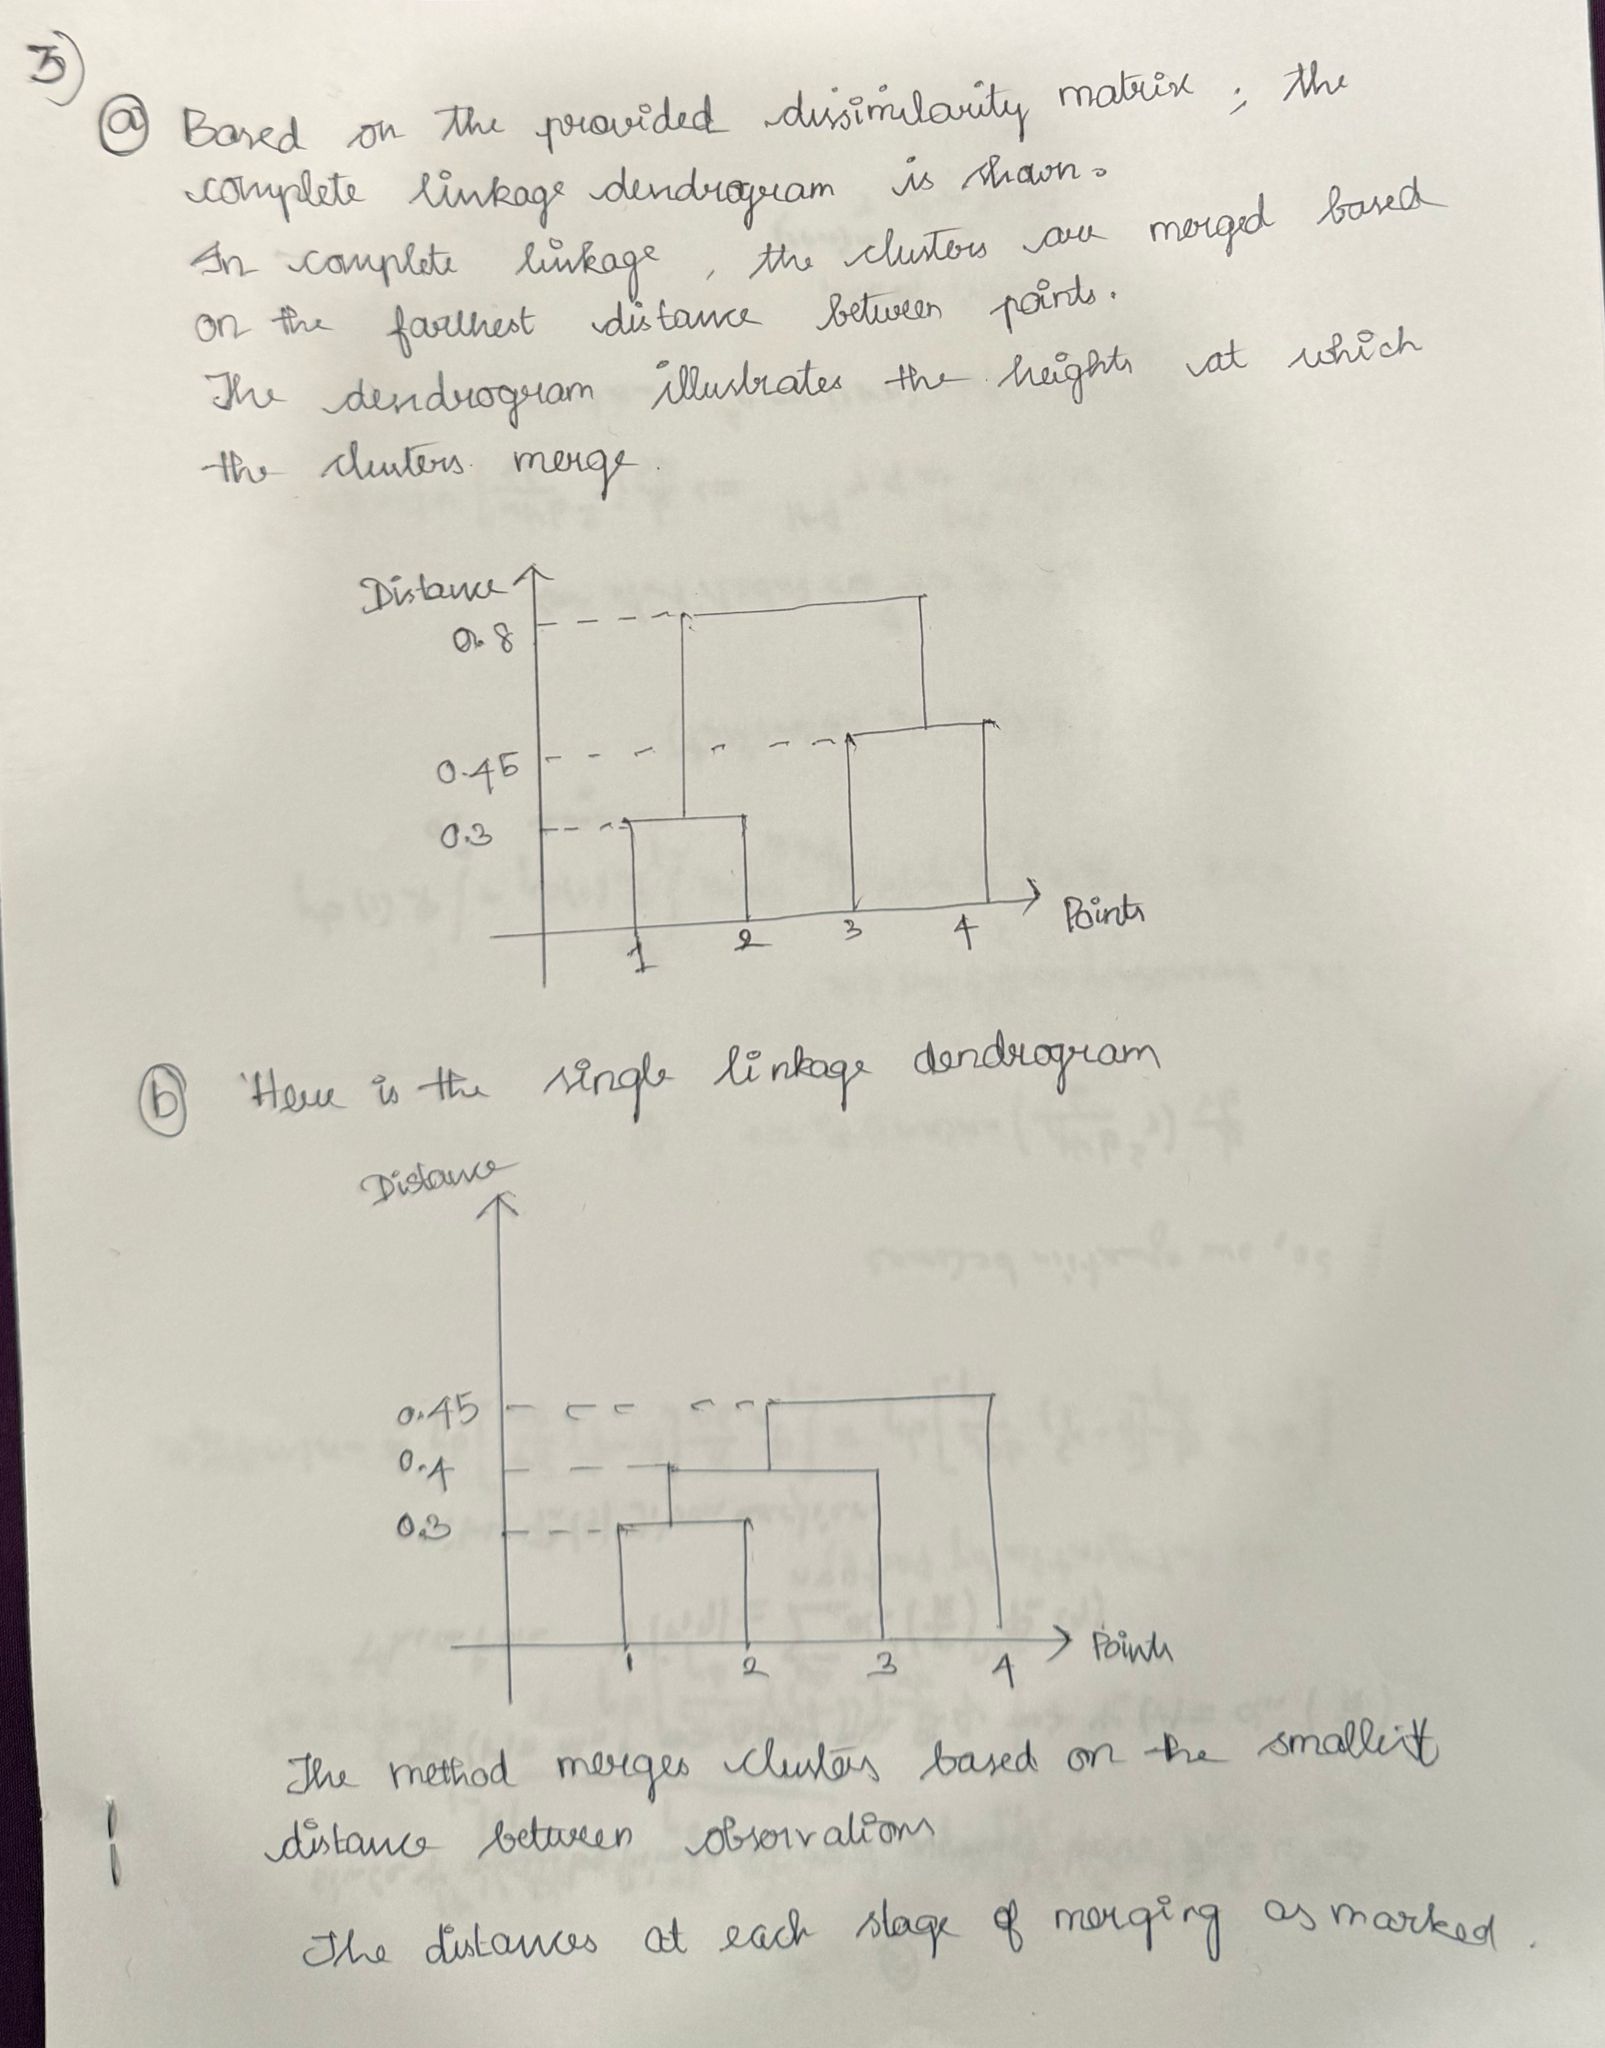 3)
(a) Based on the provided dissimilarity matrix ; the
complete linkage dendrogram is shown.
In complete linkage , the clusters are merged based
on the farthest distance between points.
The dendrogram illustrates the heights at which
the clusters merge.
Distance
0.8
0.45
0.3
1 2 3 4 Points
(b) Here is the single linkage dendrogram
Distance
0.45
0.4
0.3
1 2 3 4 Points
The method merges clusters based on the smallest
distance between observations
The distances at each stage of merging as marked.